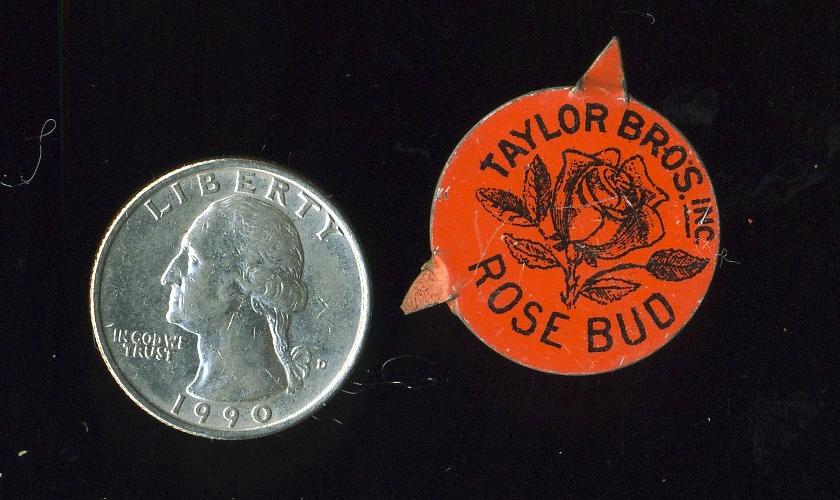 LIBERTY
IN GOD WE
TRUST
D
1990
TAYLOR BRO'S. INC.
ROSE BUD